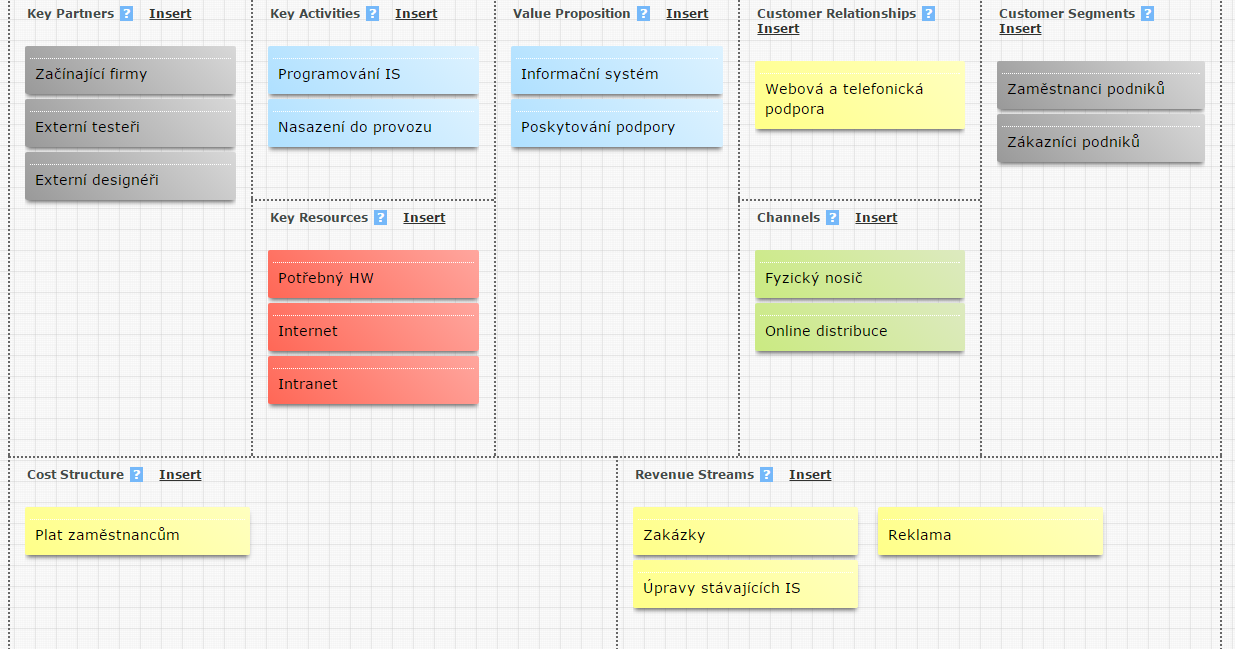 Key Partners ? Insert
Začínající firmy
Externí testeři
Externí designéři
Key Activities ? Insert
Programování IS
Nasazení do provozu
Key Resources ? Insert
Potřebný HW
Internet
Intranet
Value Proposition ? Insert
Informační systém
Poskytování podpory
Customer Relationships ?
Insert
Webová a telefonická
podpora
Channels ? Insert
Fyzický nosič
Online distribuce
Customer Segments ?
Insert
Zaměstnanci podniků
Zákazníci podniků
Cost Structure ? Insert
Plat zaměstnancům
Revenue Streams ? Insert
Zakázky
Reklama
Úpravy stávajících IS